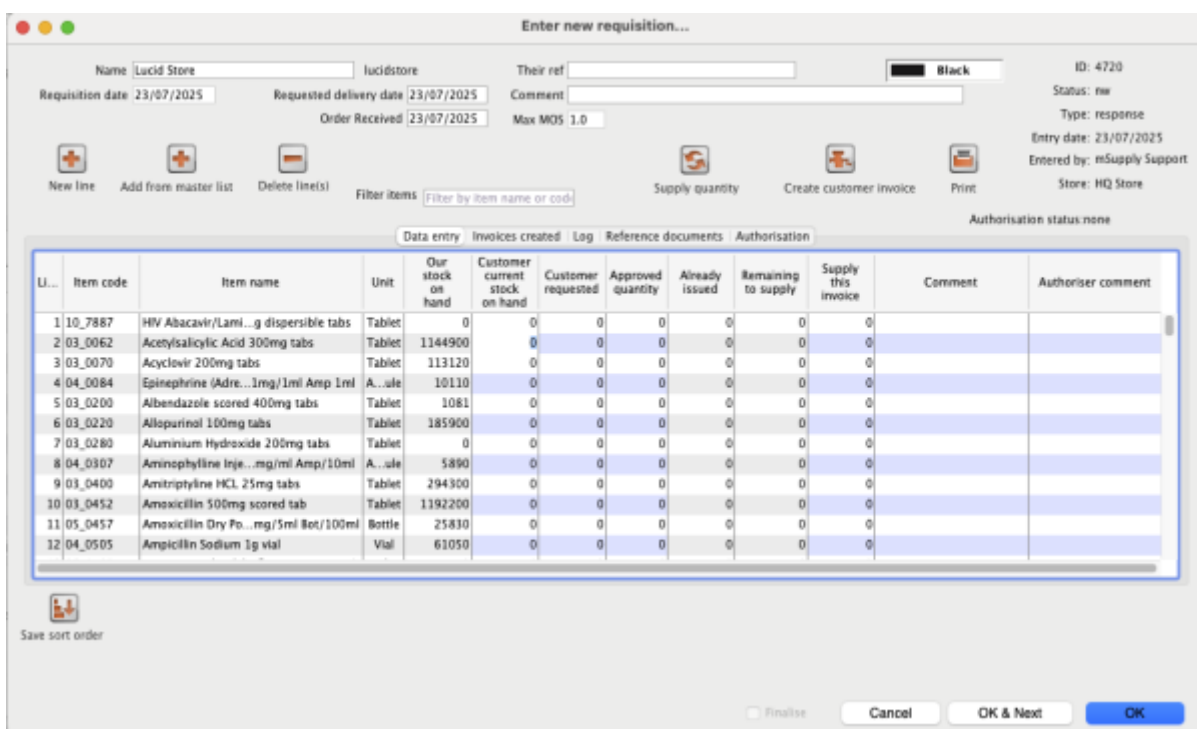 Enter new requisition...
Name Lucid Store lucidstore Their ref Black ID: 4720
Requisition date 23/07/2025 Requested delivery date 23/07/2025 Comment Status: nw
Order Received 23/07/2025 Max MOS 1.0 Type: response
Entry date: 23/07/2025
New line Add from master list Delete line(s) Supply quantity Create customer invoice Print Entered by: mSupply Support
Filter items Filter by item name or code Store: HQ Store
Authorisation status:none
Data entry Invoices created Log Reference documents Authorisation
Li... Item code Item name Unit Our stock on hand Customer current stock on hand Customer requested Approved quantity Already issued Remaining to supply Supply this invoice Comment Authoriser comment
1 10_7887 HIV Abacavir/Lami...g dispersible tabs Tablet 0 0 0 0 0 0 0
2 03_0062 Acetylsalicylic Acid 300mg tabs Tablet 1144900 0 0 0 0 0 0
3 03_0070 Acyclovir 200mg tabs Tablet 113120 0 0 0 0 0 0
4 04_0084 Epinephrine (Adre...1mg/1ml Amp 1ml A...ule 10110 0 0 0 0 0 0
5 03_0200 Albendazole scored 400mg tabs Tablet 1081 0 0 0 0 0 0
6 03_0220 Allopurinol 100mg tabs Tablet 185900 0 0 0 0 0 0
7 03_0280 Aluminium Hydroxide 200mg tabs Tablet 0 0 0 0 0 0 0
8 04_0307 Aminophylline Inje...mg/ml Amp/10ml A...ule 5890 0 0 0 0 0 0
9 03_0400 Amitriptyline HCL 25mg tabs Tablet 294300 0 0 0 0 0 0
10 03_0452 Amoxicillin 500mg scored tab Tablet 1192200 0 0 0 0 0 0
11 05_0457 Amoxicillin Dry Po...mg/5ml Bot/100ml Bottle 25830 0 0 0 0 0 0
12 04_0505 Ampicillin Sodium 1g vial Vial 61050 0 0 0 0 0 0
Save sort order
Finalise Cancel OK & Next OK